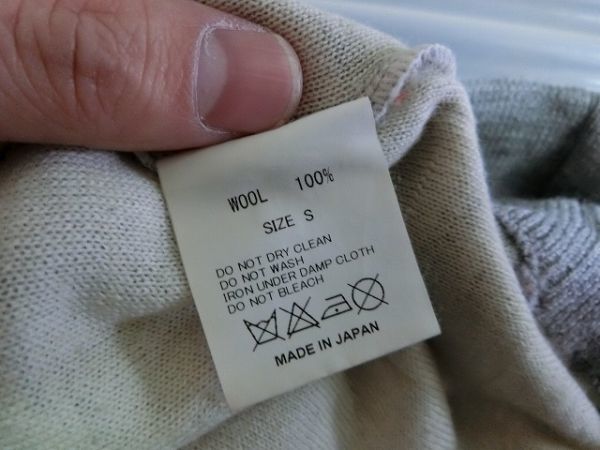 WOOL 100%
SIZE S
DO NOT DRY CLEAN
DO NOT WASH
IRON UNDER DAMP CLOTH
DO NOT BLEACH
MADE IN JAPAN